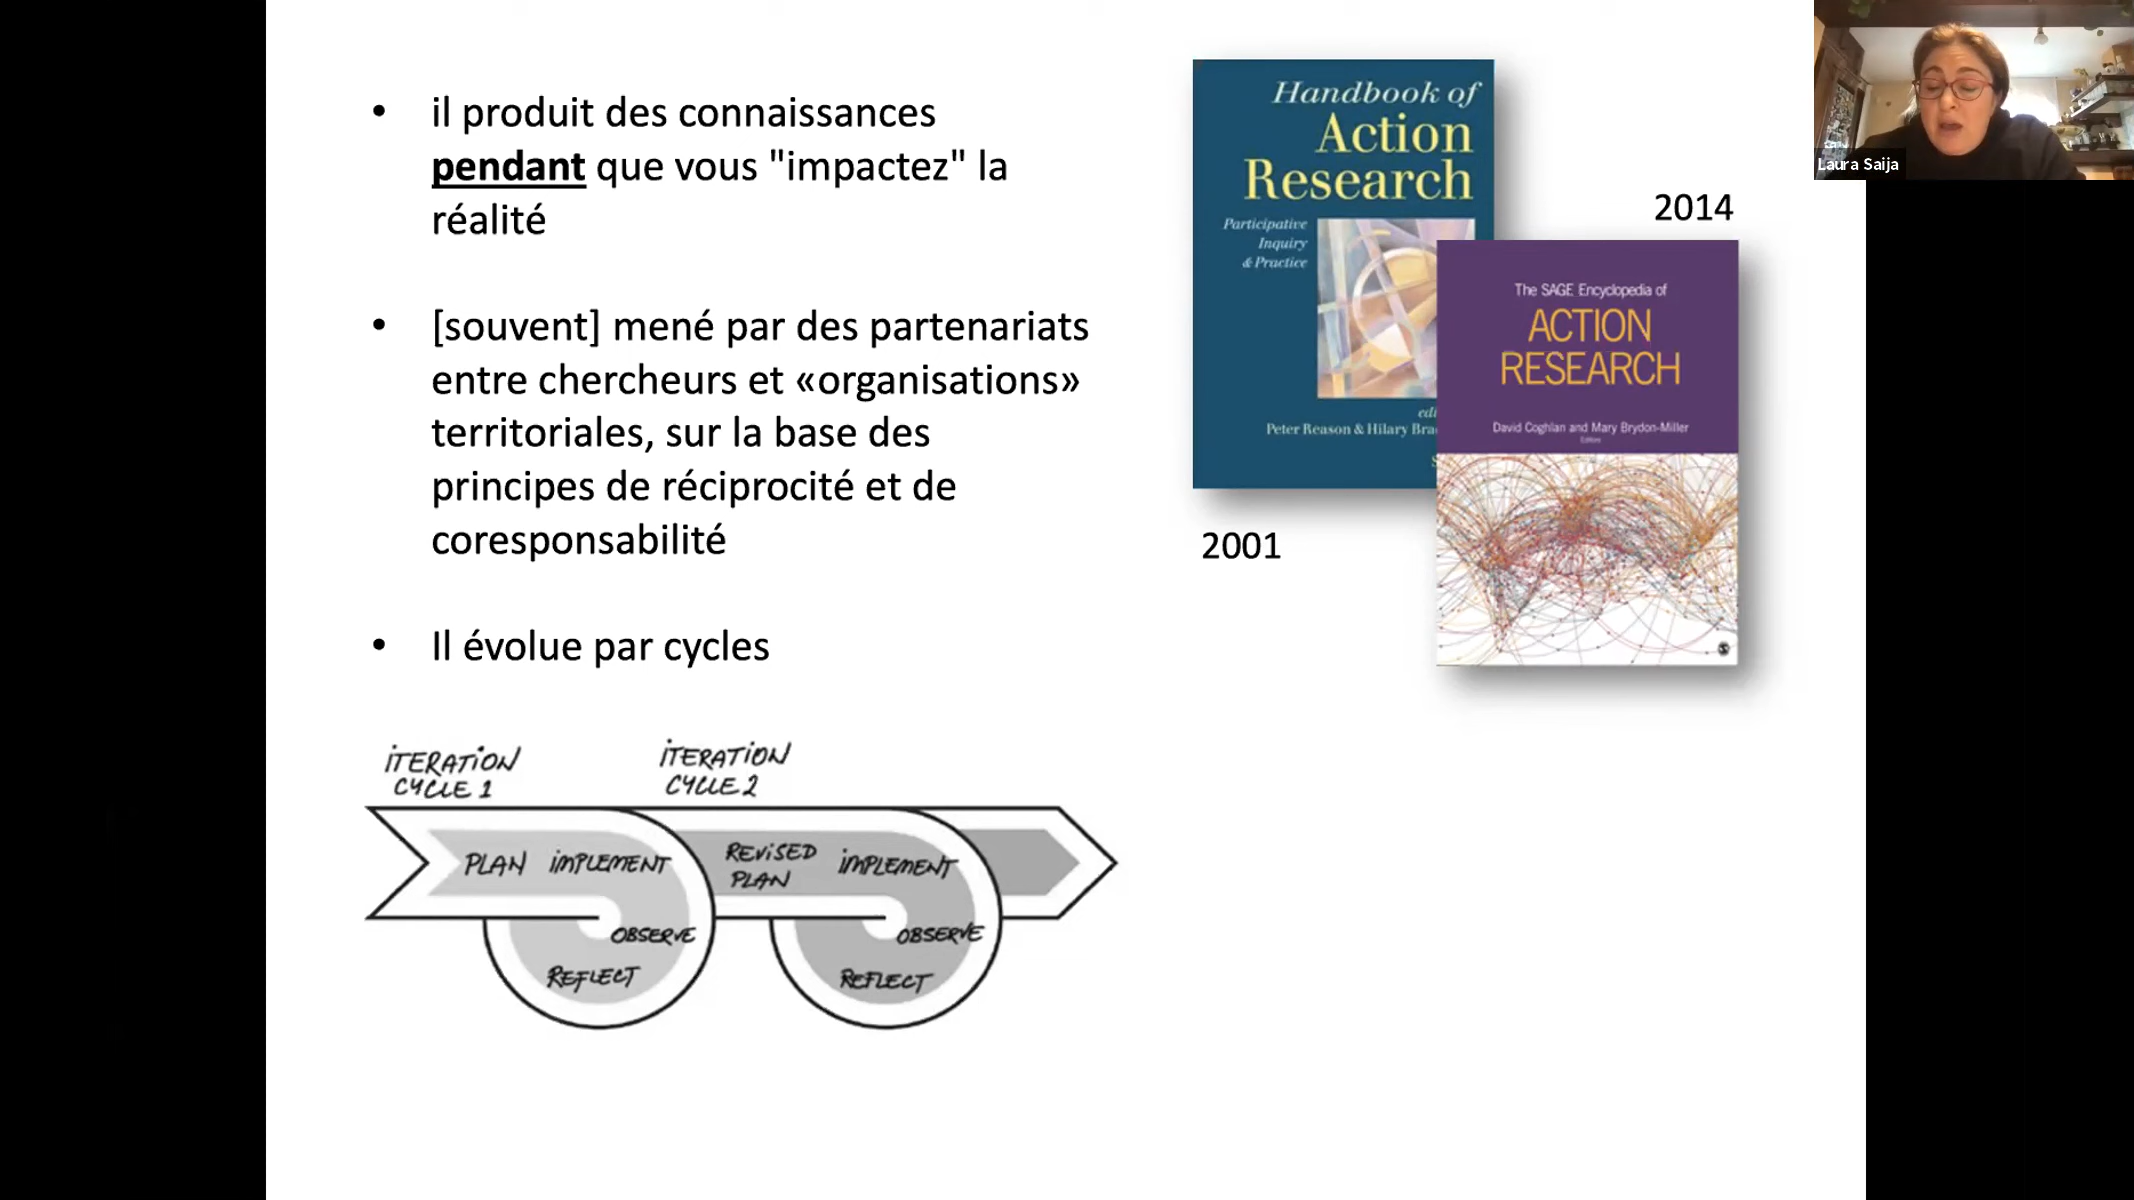 • il produit des connaissances
pendant que vous "impactez" la
réalité
• [souvent] mené par des partenariats
entre chercheurs et «organisations»
territoriales, sur la base des
principes de réciprocité et de
coresponsabilité
• Il évolue par cycles
ITERATION
CYCLE 1
ITERATION
CYCLE 2
PLAN IMPLEMENT
OBSERVE
REFLECT
REVISED
PLAN
IMPLEMENT
OBSERVE
REFLECT
Handbook of
Action
Research
Participative
Inquiry
& Practice
Peter Reason & Hilary
2001
2014
The SAGE Encyclopedia of
ACTION
RESEARCH
David Coghlan and Mary Brydon-Miller
Editors
Laura Saija